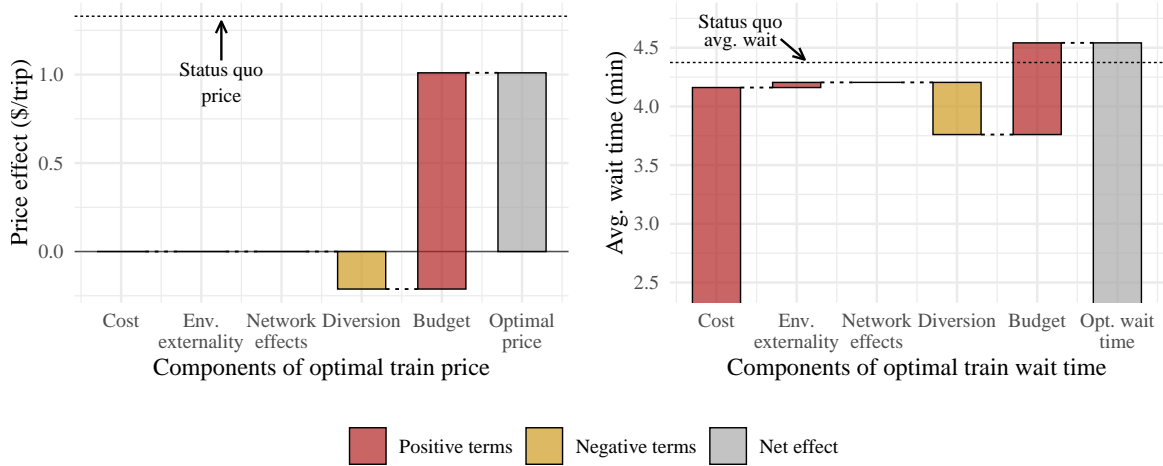 Price effect ($/trip)
1.0
0.5
0.0
Status quo
price
Cost
Env.
externality
Network
effects
Diversion
Budget
Optimal
price
Components of optimal train price
Avg. wait time (min)
4.5
4.0
3.5
3.0
2.5
Status quo
avg. wait
Cost
Env.
externality
Network
effects
Diversion
Budget
Opt. wait
time
Components of optimal train wait time
Positive terms
Negative terms
Net effect